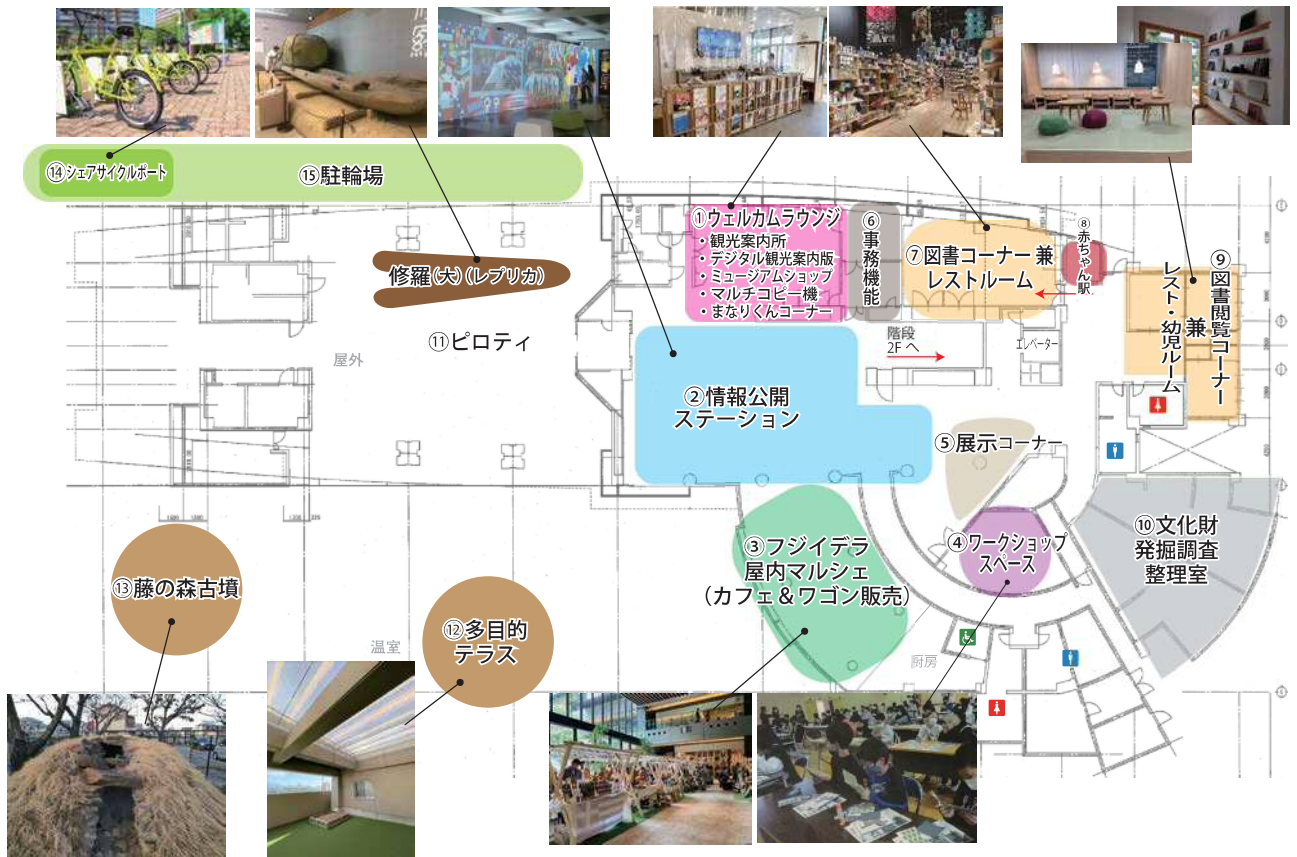 ⑭シェアサイクルポート
⑮駐輪場
修羅(大)(レプリカ)
⑪ピロティ
屋外
①ウェルカムラウンジ
・観光案内所
・デジタル観光案内版
・ミュージアムショップ
・マルチコピー機
・まなりくんコーナー
⑥事務機能
⑦図書コーナー 兼
レストルーム
⑧赤ちゃん駅
⑨図書閲覧コーナー
兼
レスト・幼児ルーム
階段
2F へ
エレベーター
②情報公開
ステーション
⑤展示コーナー
③フジイデラ
屋内マルシェ
(カフェ＆ワゴン販売)
④ワークショップ
スペース
⑩文化財
発掘調査
整理室
⑬藤の森古墳
⑫多目的
テラス
温室
厨房